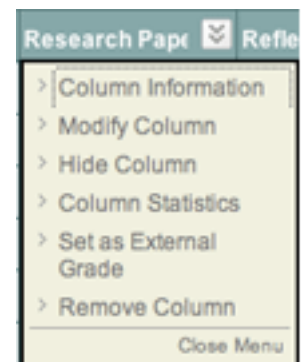 Research Pape Refle
> Column Information
> Modify Column
> Hide Column
> Column Statistics
> Set as External
Grade
> Remove Column
Close Menu